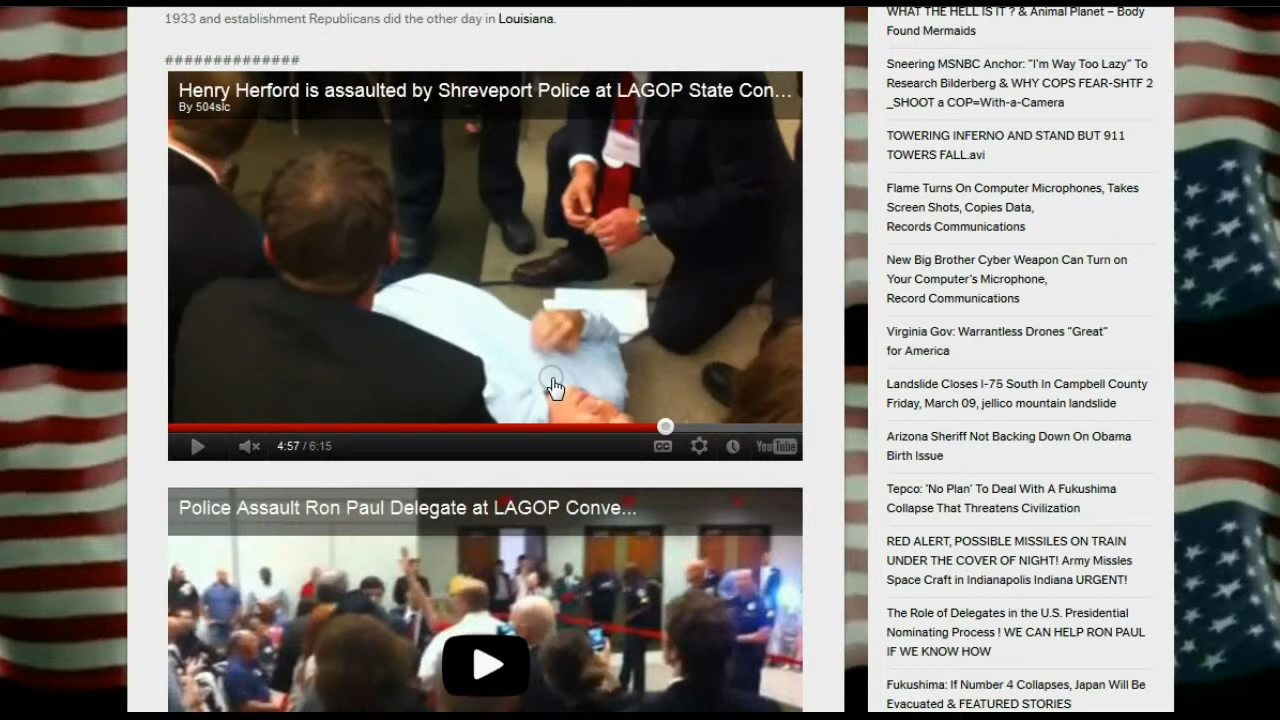 1933 and establishment Republicans did the other day in Louisiana.
##############
Henry Herford is assaulted by Shreveport Police at LAGOP State Con...
By 504slc
4:57 / 6:15
CC
YouTube
Police Assault Ron Paul Delegate at LAGOP Conve...
WHAT THE HELL IS IT ? & Animal Planet – Body
Found Mermaids
Sneering MSNBC Anchor: “I’m Way Too Lazy” To
Research Bilderberg & WHY COPS FEAR-SHTF 2
_SHOOT a COP=With-a-Camera
TOWERING INFERNO AND STAND BUT 911
TOWERS FALL.avi
Flame Turns On Computer Microphones, Takes
Screen Shots, Copies Data,
Records Communications
New Big Brother Cyber Weapon Can Turn on
Your Computer’s Microphone,
Record Communications
Virginia Gov: Warrantless Drones “Great”
for America
Landslide Closes I-75 South In Campbell County
Friday, March 09, jellico mountain landslide
Arizona Sheriff Not Backing Down On Obama
Birth Issue
Tepco: ‘No Plan’ To Deal With A Fukushima
Collapse That Threatens Civilization
RED ALERT, POSSIBLE MISSILES ON TRAIN
UNDER THE COVER OF NIGHT! Army Missles
Space Craft in Indianapolis Indiana URGENT!
The Role of Delegates in the U.S. Presidential
Nominating Process ! WE CAN HELP RON PAUL
IF WE KNOW HOW
Fukushima: If Number 4 Collapses, Japan Will Be
Evacuated & FEATURED STORIES